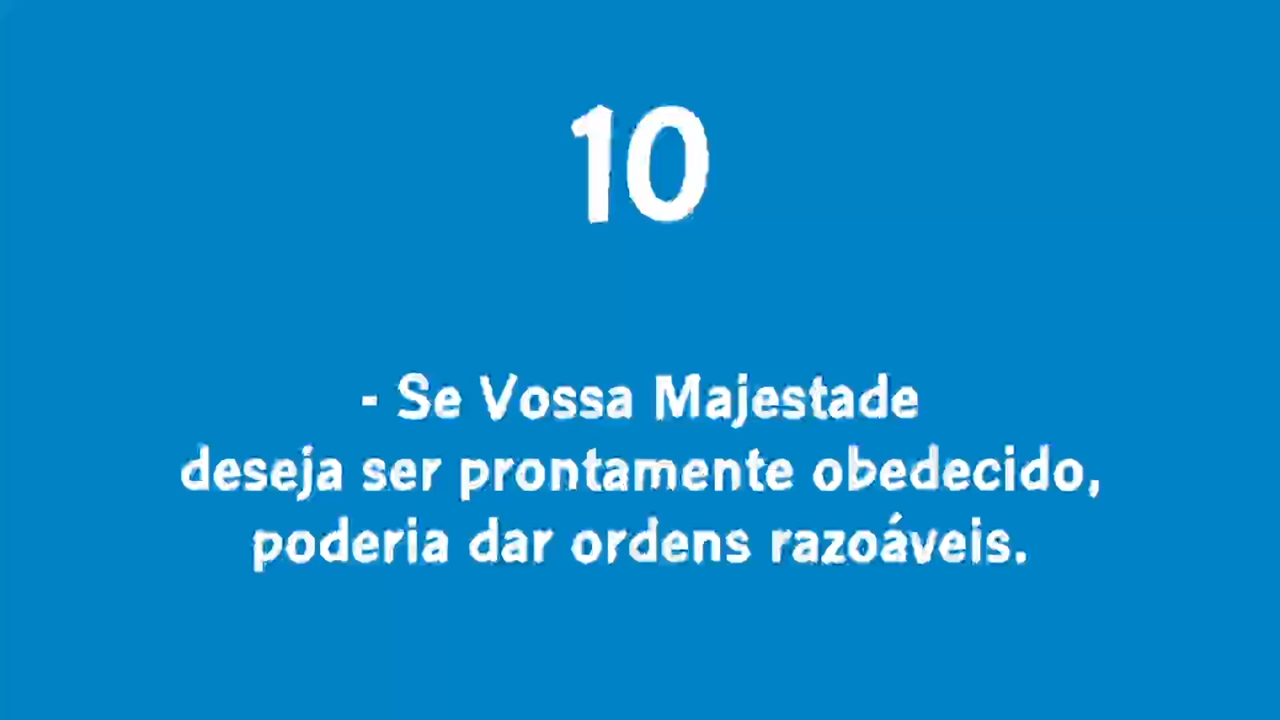 10
- Se Vossa Majestade
deseja ser prontamente obedecido,
poderia dar ordens razoáveis.